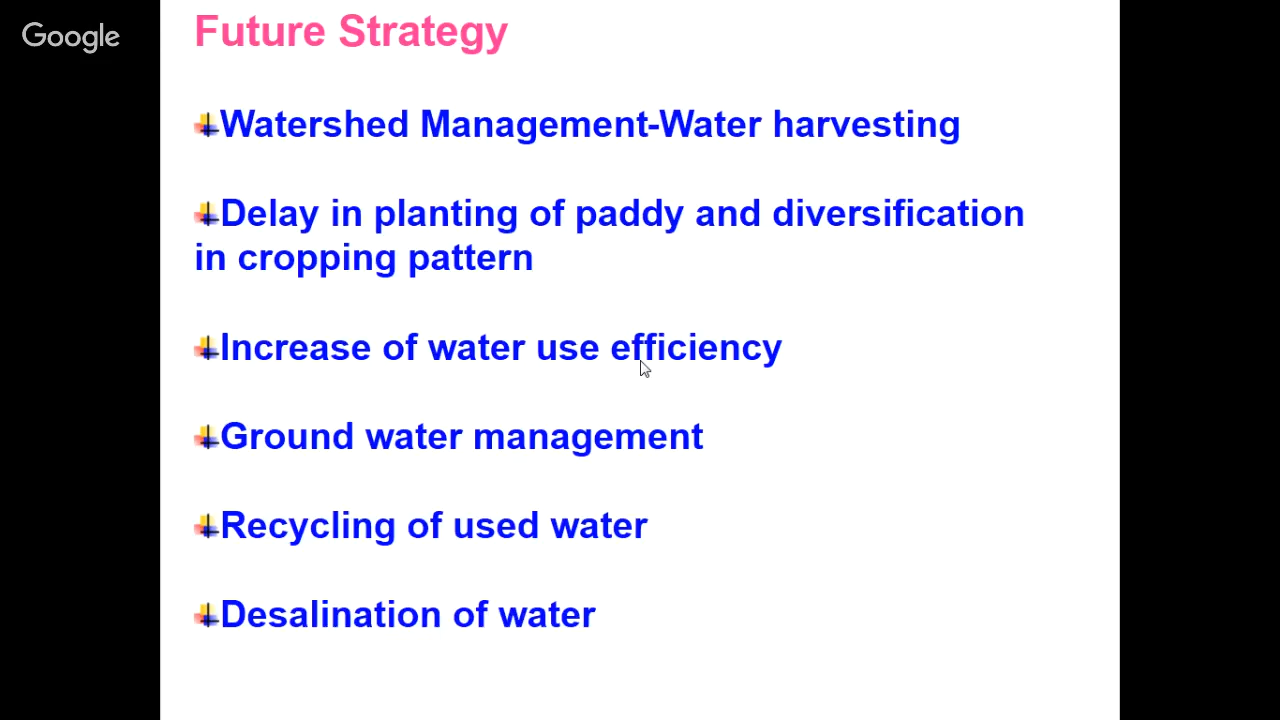 Google
Future Strategy
Watershed Management-Water harvesting
Delay in planting of paddy and diversification
in cropping pattern
Increase of water use efficiency
Ground water management
Recycling of used water
Desalination of water